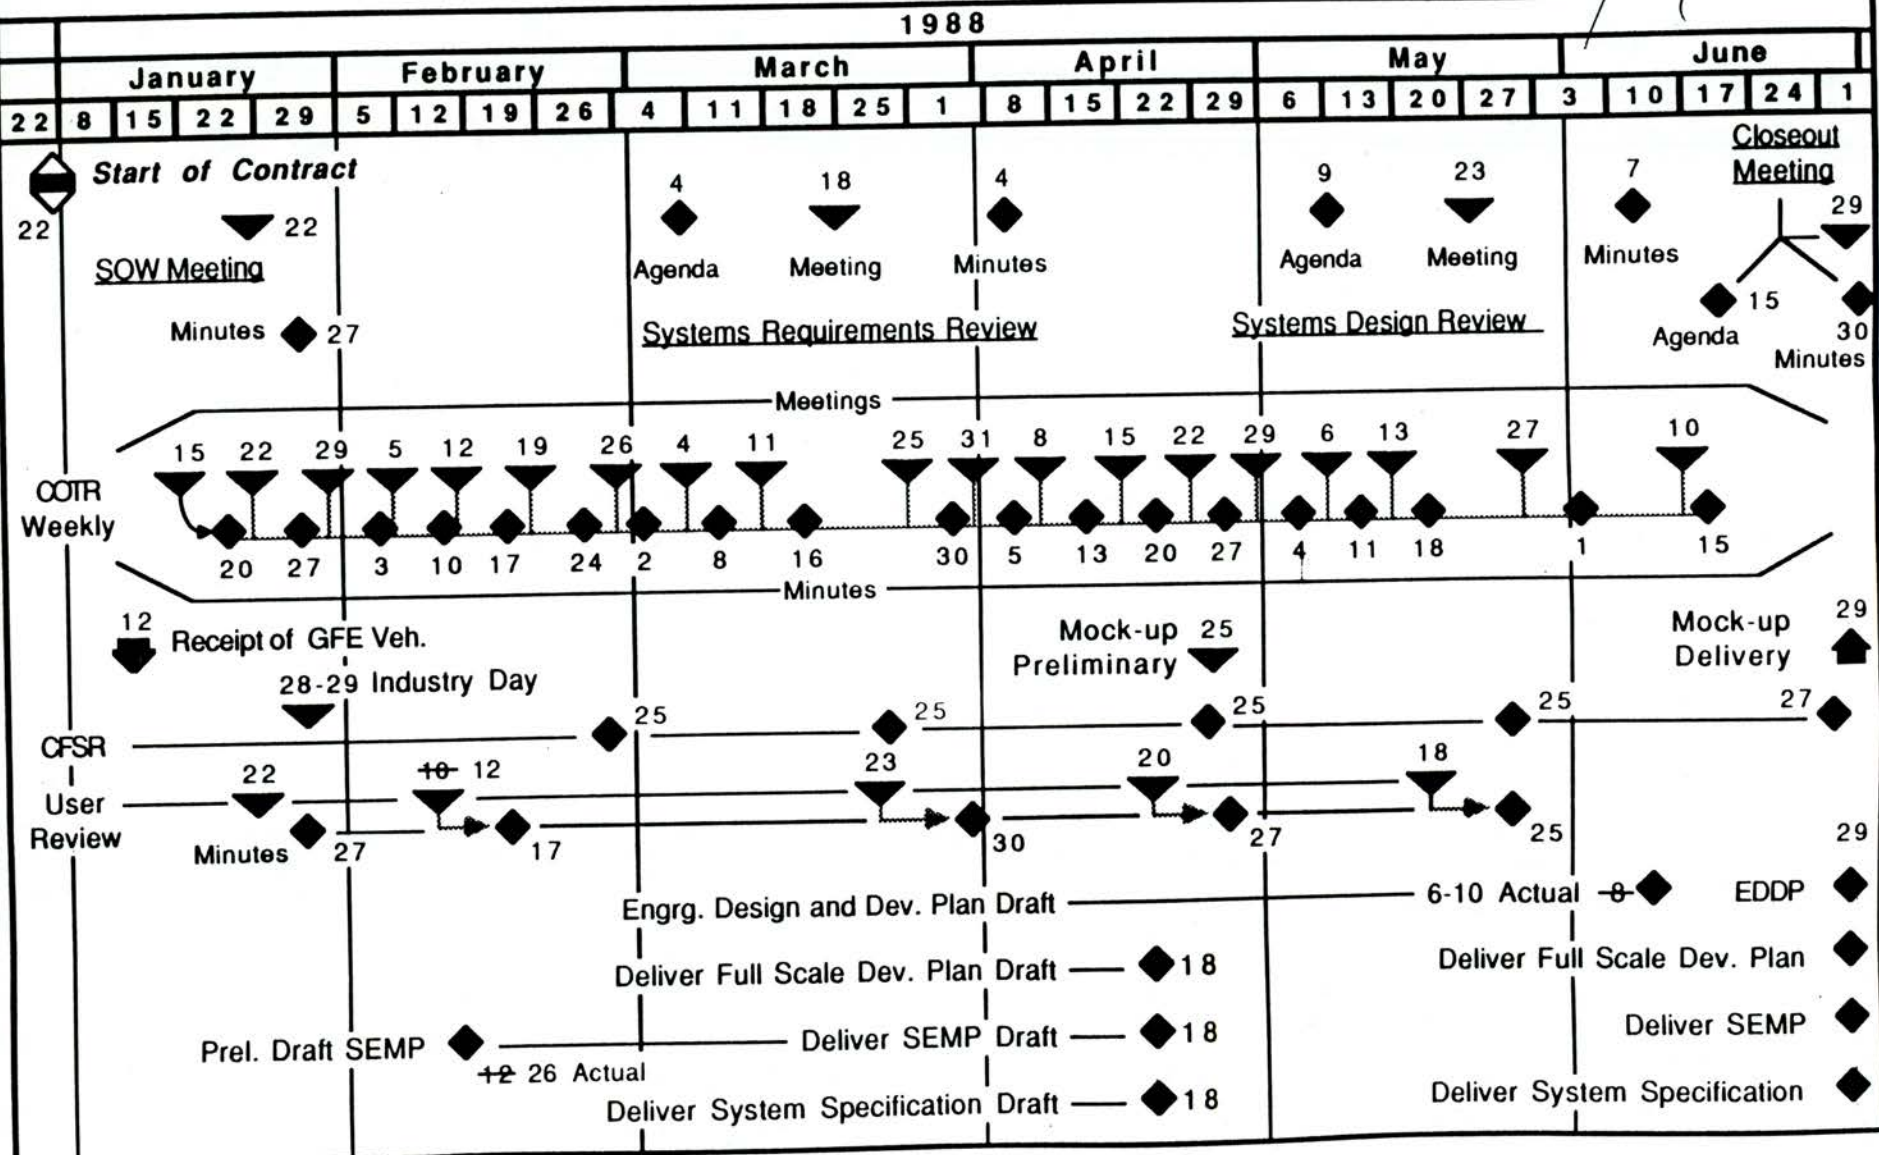 1988
January February March April May June
22 8 15 22 29 5 12 19 26 4 11 18 25 1 8 15 22 29 6 13 20 27 3 10 17 24 1
Start of Contract
22
22
SOW Meeting
Minutes 27
4 18 4
Agenda Meeting Minutes
Systems Requirements Review
9 23 7
Agenda Meeting Minutes
Systems Design Review
Closeout
Meeting
29
15
Agenda
30
Minutes
Meetings
15 22 29 5 12 19 26 4 11 25 31 8 15 22 29 6 13 27 10
COTR
Weekly
20 27 3 10 17 24 2 8 16 30 5 13 20 27 4 11 18 1 15
Minutes
12
Receipt of GFE Veh.
28-29 Industry Day
Mock-up 25
Preliminary
Mock-up 29
Delivery
CFSR 25 25 25 25 27
User
Review
22 10 12 23 20 18
Minutes 27 17 30 27 25
29
Engrg. Design and Dev. Plan Draft 6-10 Actual 8 EDDP
Deliver Full Scale Dev. Plan Draft 18 Deliver Full Scale Dev. Plan
Prel. Draft SEMP Deliver SEMP Draft 18 Deliver SEMP
12 26 Actual
Deliver System Specification Draft 18 Deliver System Specification